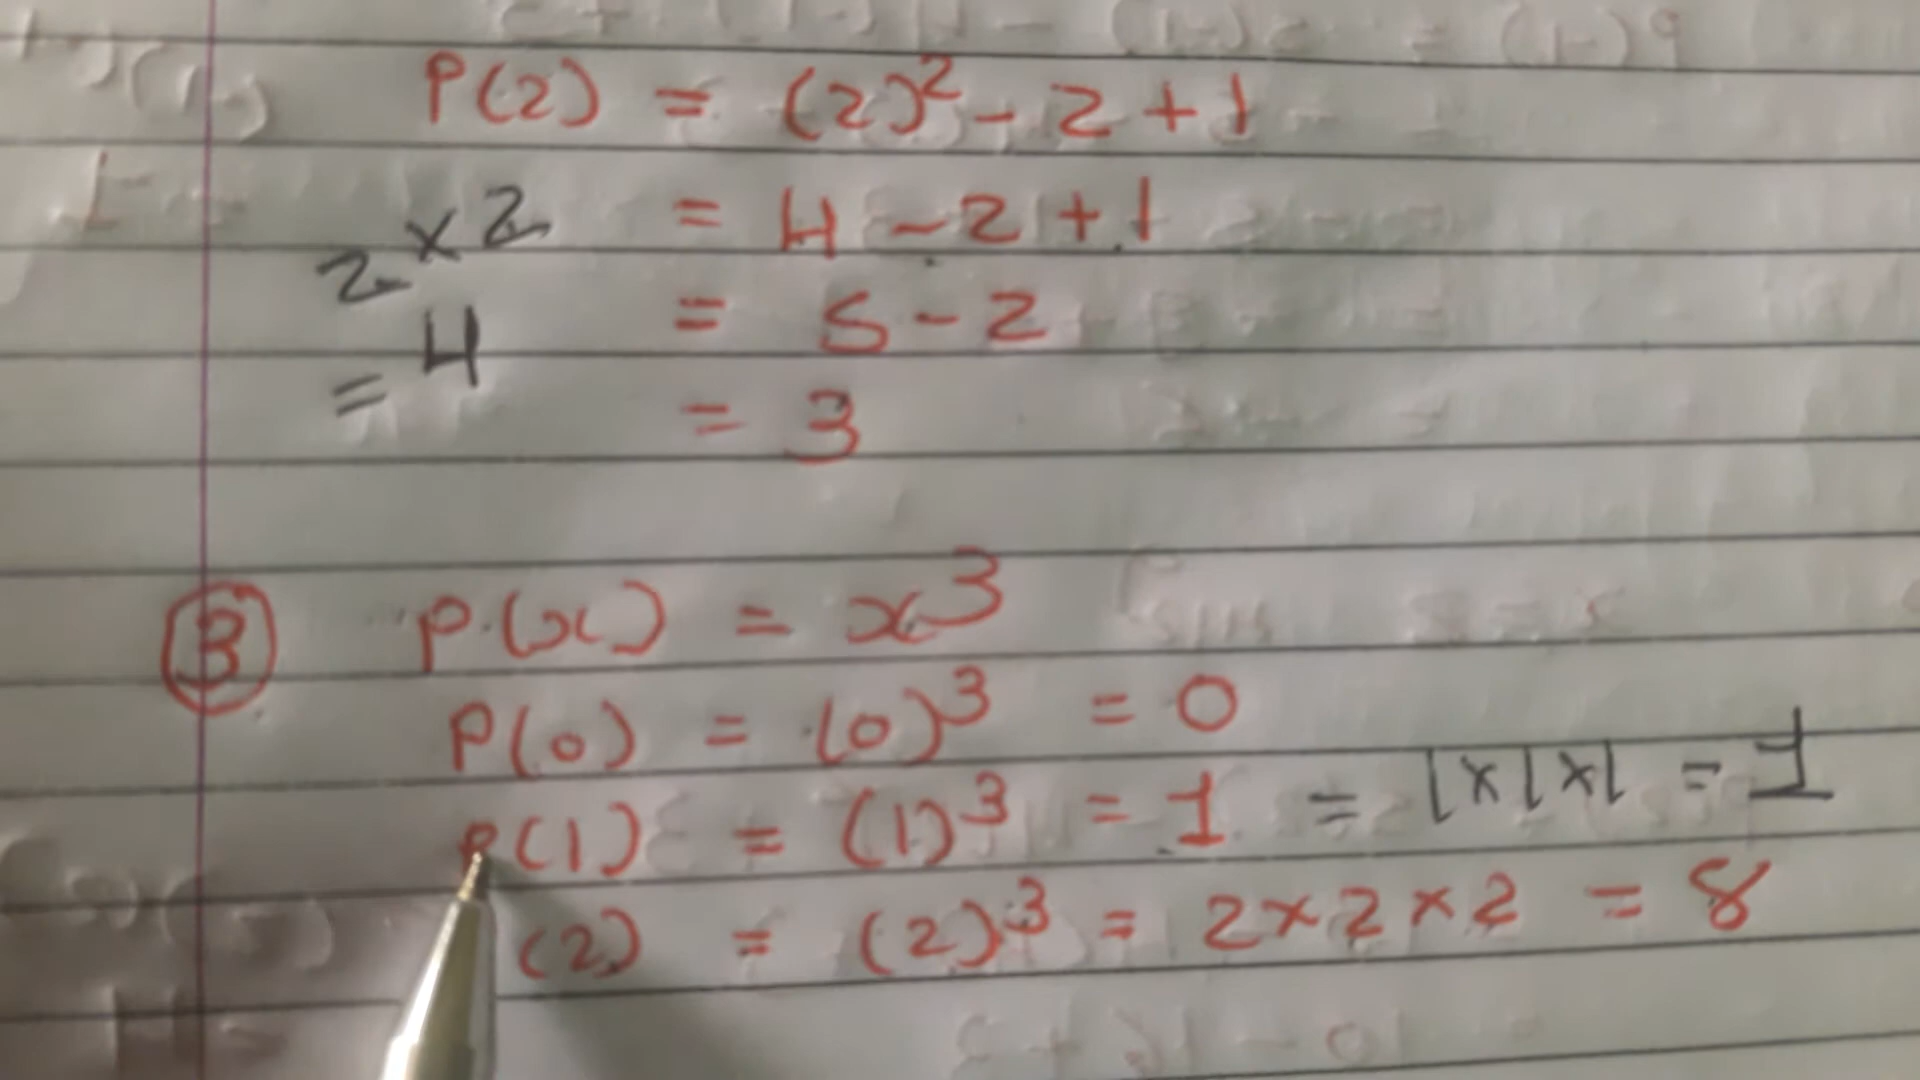 P(2) = (2)² - 2 + 1
2 × 2 = 4 - 2 + 1
= 4 = 5 - 2
= 3
3 P(x) = x³
P(0) = (0)³ = 0
P(1) = (1)³ = 1 = 1×1×1 = 1
(2) = (2)³ = 2×2×2 = 8